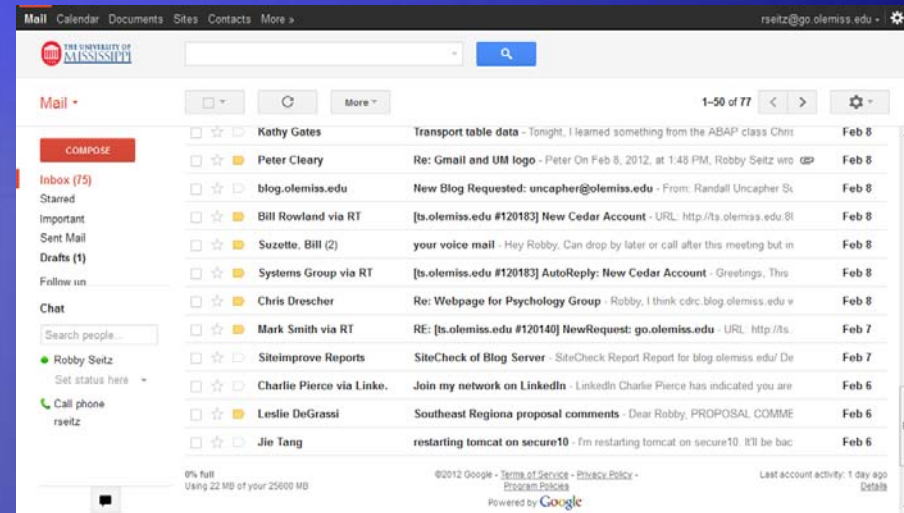 Mail Calendar Documents Sites Contacts More » rseitz@go.olemiss.edu
THE UNIVERSITY OF
MISSISSIPPI
Mail More 1–50 of 77
COMPOSE
Inbox (75)
Starred
Important
Sent Mail
Drafts (1)
Follow up
Chat
Search people...
Robby Seitz
Set status here
Call phone
rseitz
Kathy Gates Transport table data - Tonight, I learned something from the ABAP class Chris Feb 8
Peter Cleary Re: Gmail and UM logo - Peter On Feb 8, 2012, at 1:48 PM, Robby Seitz wro Feb 8
blog.olemiss.edu New Blog Requested: uncapher@olemiss.edu - From: Randall Uncapher Su Feb 8
Bill Rowland via RT [ts.olemiss.edu #120183] New Cedar Account - URL: http://ts.olemiss.edu:8( Feb 8
Suzette, Bill (2) your voice mail - Hey Robby, Can drop by later or call after this meeting but in Feb 8
Systems Group via RT [ts.olemiss.edu #120183] AutoReply: New Cedar Account - Greetings, This Feb 8
Chris Drescher Re: Webpage for Psychology Group - Robby, I think cdrc.blog.olemiss.edu w Feb 8
Mark Smith via RT RE: [ts.olemiss.edu #120140] NewRequest: go.olemiss.edu - URL: http://ts. Feb 7
Siteimprove Reports SiteCheck of Blog Server - SiteCheck Report Report for blog.olemiss.edu/ De Feb 7
Charlie Pierce via Linke. Join my network on LinkedIn - LinkedIn Charlie Pierce has indicated you are Feb 6
Leslie DeGrassi Southeast Regiona proposal comments - Dear Robby, PROPOSAL COMME Feb 6
Jie Tang restarting tomcat on secure10 - I'm restarting tomcat on secure10. It'll be bac Feb 6
0% full
Using 22 MB of your 25600 MB
©2012 Google - Terms of Service - Privacy Policy -
Program Policies
Powered by Google
Last account activity: 1 day ago
Details